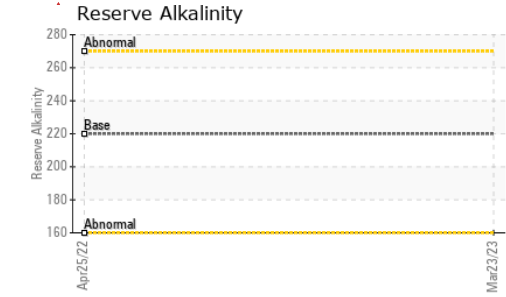 Reserve Alkalinity
280
Abnormal
260
240
Base
220
200
180
Abnormal
160
Reserve Alkalinity
Apr25/22
Mar23/23